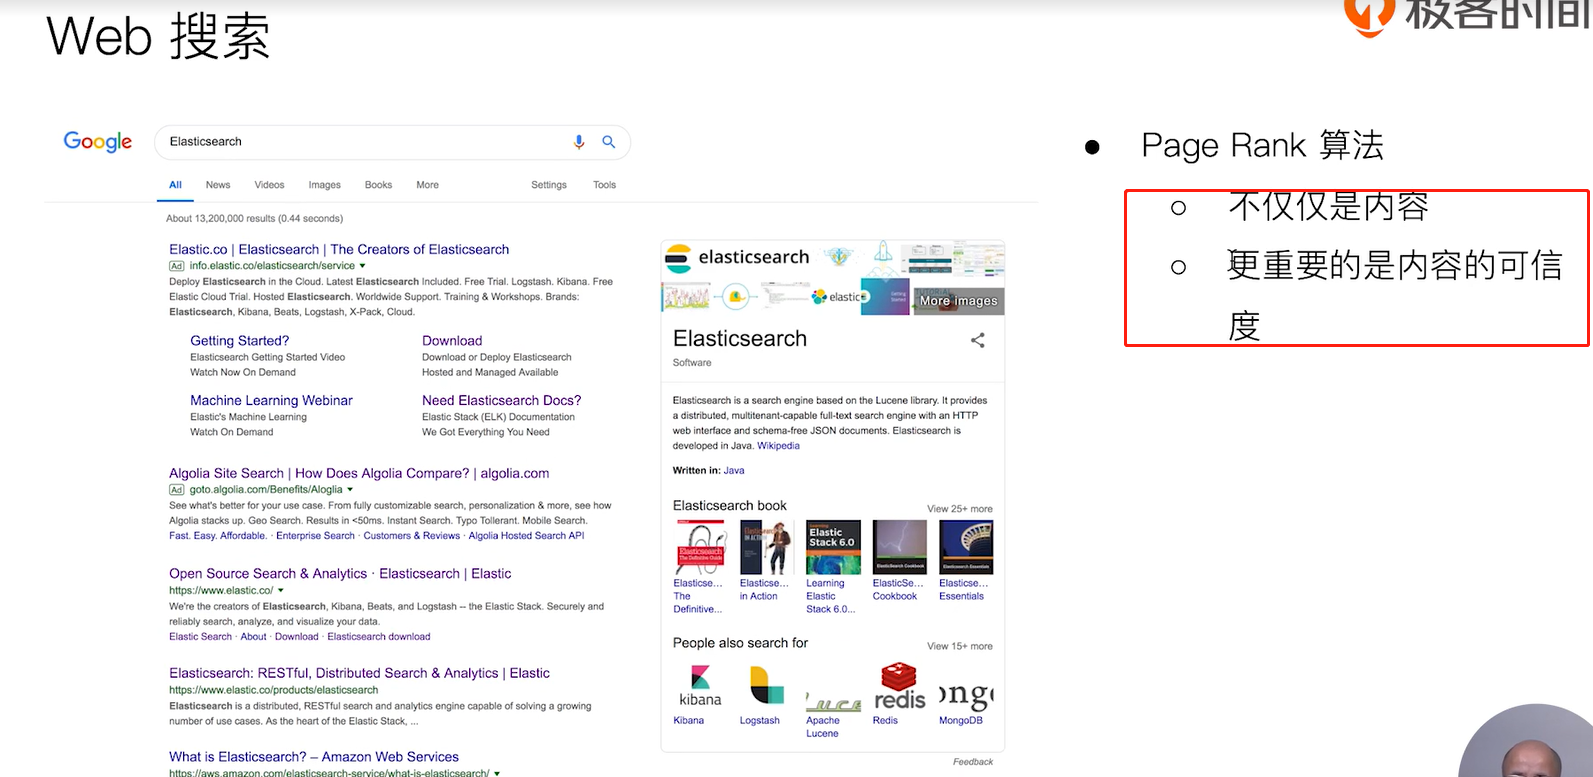 Web 搜索
极客时间
Google
Elasticsearch
All News Videos Images Books More Settings Tools
About 13,200,000 results (0.44 seconds)
Elastic.co | Elasticsearch | The Creators of Elasticsearch
Ad info.elastic.co/elasticsearch/service
Deploy Elasticsearch in the Cloud. Latest Elasticsearch Included. Free Trial. Logstash. Kibana. Free
Elastic Cloud Trial. Hosted Elasticsearch. Worldwide Support. Training & Workshops. Brands:
Elasticsearch, Kibana, Beats, Logstash, X-Pack, Cloud.
Getting Started?
Elasticsearch Getting Started Video
Watch Now On Demand
Download
Download or Deploy Elasticsearch
Hosted and Managed Available
Machine Learning Webinar
Elastic's Machine Learning
Watch On Demand
Need Elasticsearch Docs?
Elastic Stack (ELK) Documentation
We Got Everything You Need
Algolia Site Search | How Does Algolia Compare? | algolia.com
Ad goto.algolia.com/Benefits/Aloglia
See what's better for your use case. From fully customizable search, personalization & more, see how
Algolia stacks up. Geo Search. Results in <50ms. Instant Search. Typo Tollerant. Mobile Search.
Fast. Easy. Affordable. · Enterprise Search · Customers & Reviews · Algolia Hosted Search API
Open Source Search & Analytics · Elasticsearch | Elastic
https://www.elastic.co/
We're the creators of Elasticsearch, Kibana, Beats, and Logstash -- the Elastic Stack. Securely and
reliably search, analyze, and visualize your data.
Elastic Search · About · Download · Elasticsearch download
Elasticsearch: RESTful, Distributed Search & Analytics | Elastic
https://www.elastic.co/products/elasticsearch
Elasticsearch is a distributed, RESTful search and analytics engine capable of solving a growing
number of use cases. As the heart of the Elastic Stack, ...
What is Elasticsearch? – Amazon Web Services
https://aws.amazon.com/elasticsearch-service/what-is-elasticsearch/
elasticsearch
elastic
More images
Elasticsearch
Software
Elasticsearch is a search engine based on the Lucene library. It provides
a distributed, multitenant-capable full-text search engine with an HTTP
web interface and schema-free JSON documents. Elasticsearch is
developed in Java. Wikipedia
Written in: Java
Elasticsearch book
View 25+ more
Elasticse...
The
Definitive...
Elasticse...
in Action
Learning
Elastic
Stack 6.0...
ElasticSe...
Cookbook
Elasticse...
Essentials
People also search for
View 15+ more
kibana
redis
Kibana
Logstash
Apache
Lucene
Redis
MongoDB
Feedback
Page Rank 算法
不仅仅是内容
更重要的是内容的可信
度